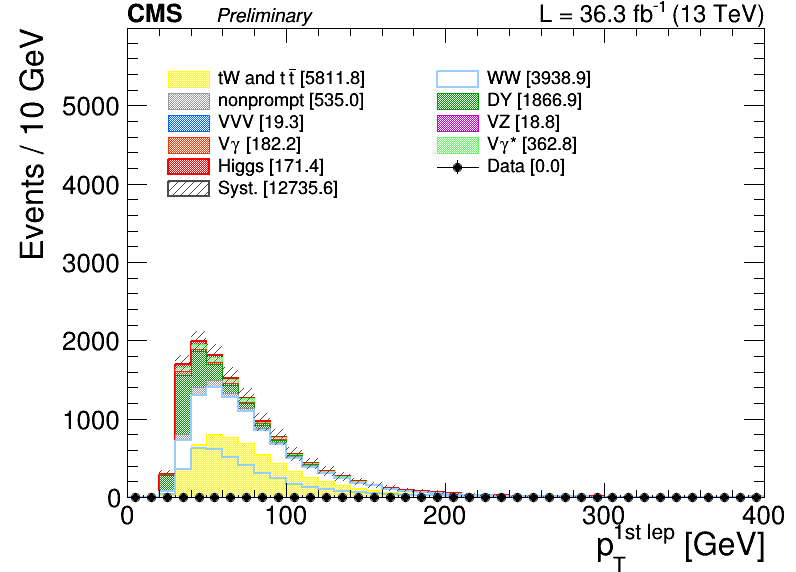 CMS Preliminary L = 36.3 fb⁻¹ (13 TeV)
Events / 10 GeV
tW and tt̄ [5811.8]
nonprompt [535.0]
VVV [19.3]
Vγ [182.2]
Higgs [171.4]
Syst. [12735.6]
WW [3938.9]
DY [1866.9]
VZ [18.8]
Vγ* [362.8]
Data [0.0]
5000
4000
3000
2000
1000
0
0 100 200 300 400
p_T^1st lep [GeV]